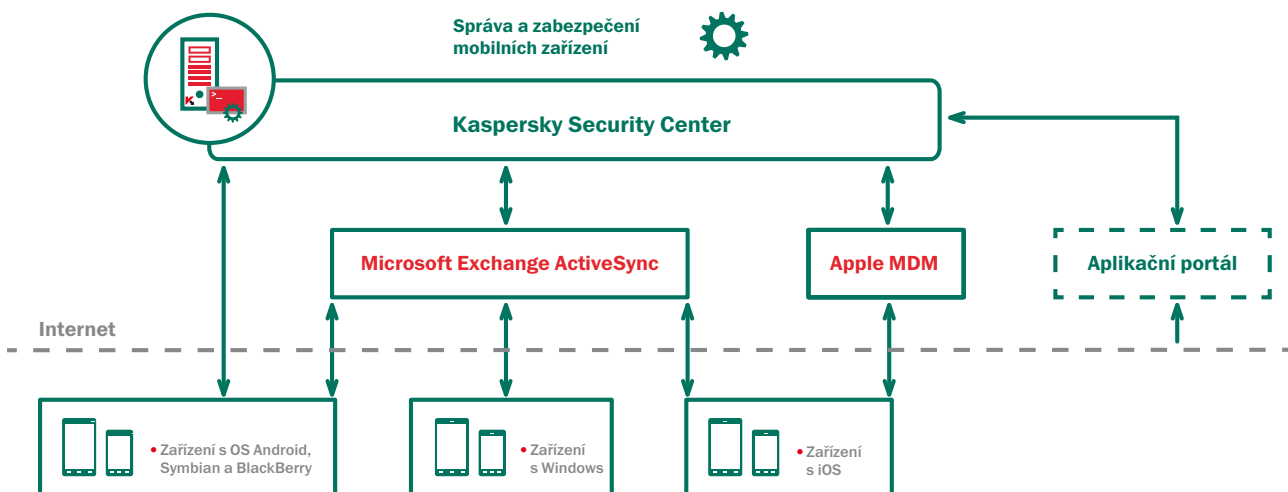 Správa a zabezpečení
mobilních zařízení
>_
K
Kaspersky Security Center
Microsoft Exchange ActiveSync
Apple MDM
Aplikační portál
Internet
• Zařízení s OS Android,
Symbian a BlackBerry
• Zařízení
s Windows
• Zařízení
s iOS